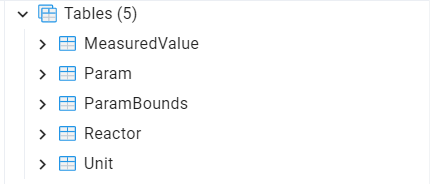 Tables (5)
MeasuredValue
Param
ParamBounds
Reactor
Unit